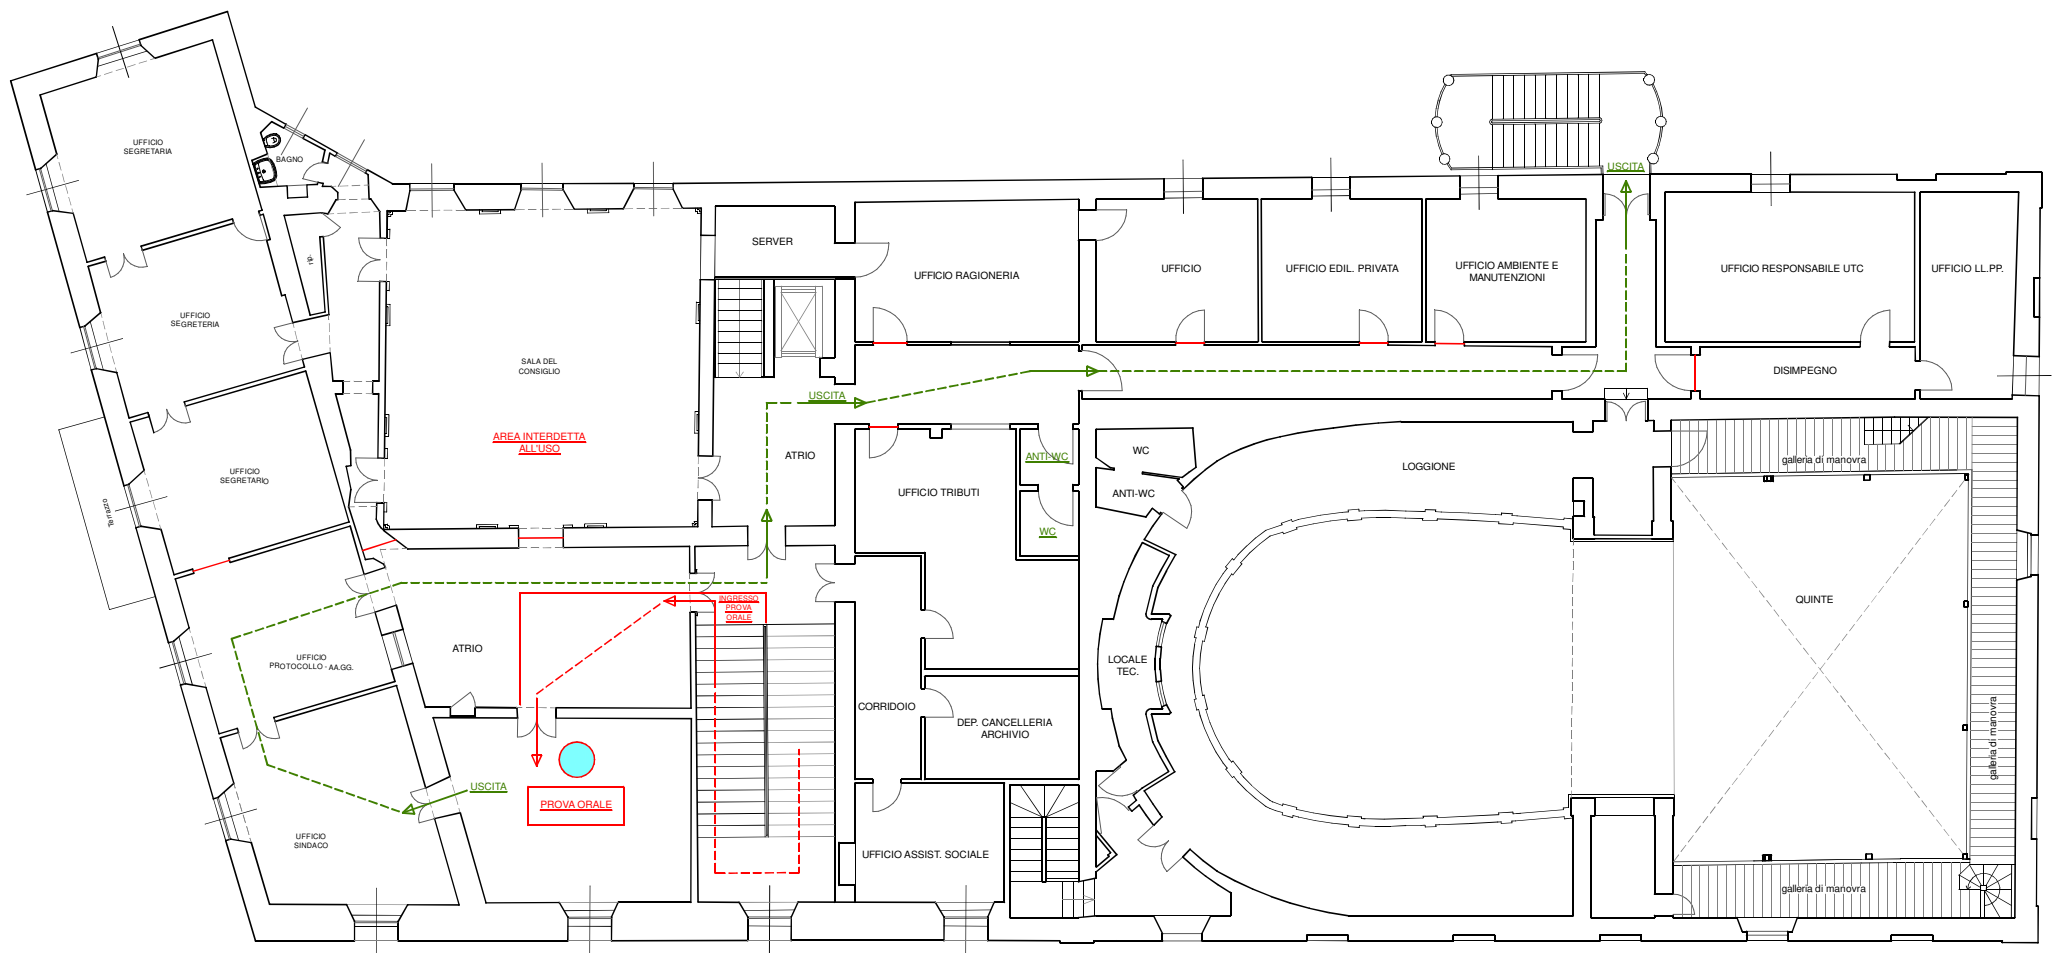 UFFICIO
SEGRETARIA
BAGNO
rip.
UFFICIO
SEGRETERIA
UFFICIO
SEGRETARIO
Terrazzo
UFFICIO
PROTOCOLLO - AA.GG.
UFFICIO
SINDACO
USCITA
SALA DEL
CONSIGLIO
AREA INTERDETTA
ALL'USO
ATRIO
INGRESSO
PROVA
ORALE
PROVA ORALE
SERVER
USCITA
ATRIO
UFFICIO RAGIONERIA
UFFICIO TRIBUTI
ANTI-WC
WC
CORRIDOIO
DEP. CANCELLERIA
ARCHIVIO
UFFICIO ASSIST. SOCIALE
UFFICIO
UFFICIO EDIL. PRIVATA
UFFICIO AMBIENTE E
MANUTENZIONI
USCITA
UFFICIO RESPONSABILE UTC
UFFICIO LL.PP.
DISIMPEGNO
WC
ANTI-WC
LOGGIONE
LOCALE
TEC.
galleria di manovra
QUINTE
galleria di manovra
galleria di manovra